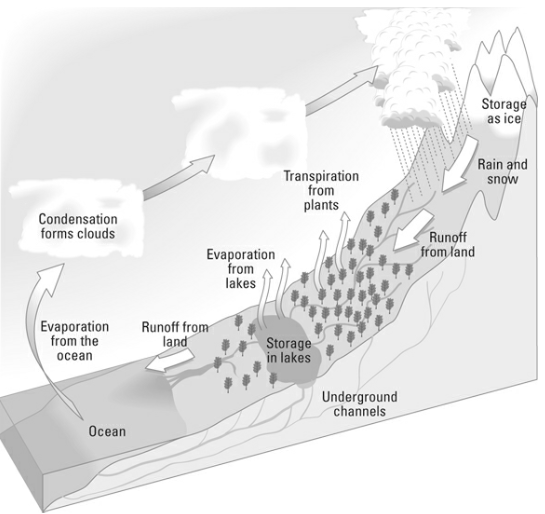 Storage
as ice
Rain and
snow
Transpiration
from
plants
Condensation
forms clouds
Runoff
from land
Evaporation
from
lakes
Evaporation
from the
ocean
Runoff from
land
Storage
in lakes
Underground
channels
Ocean